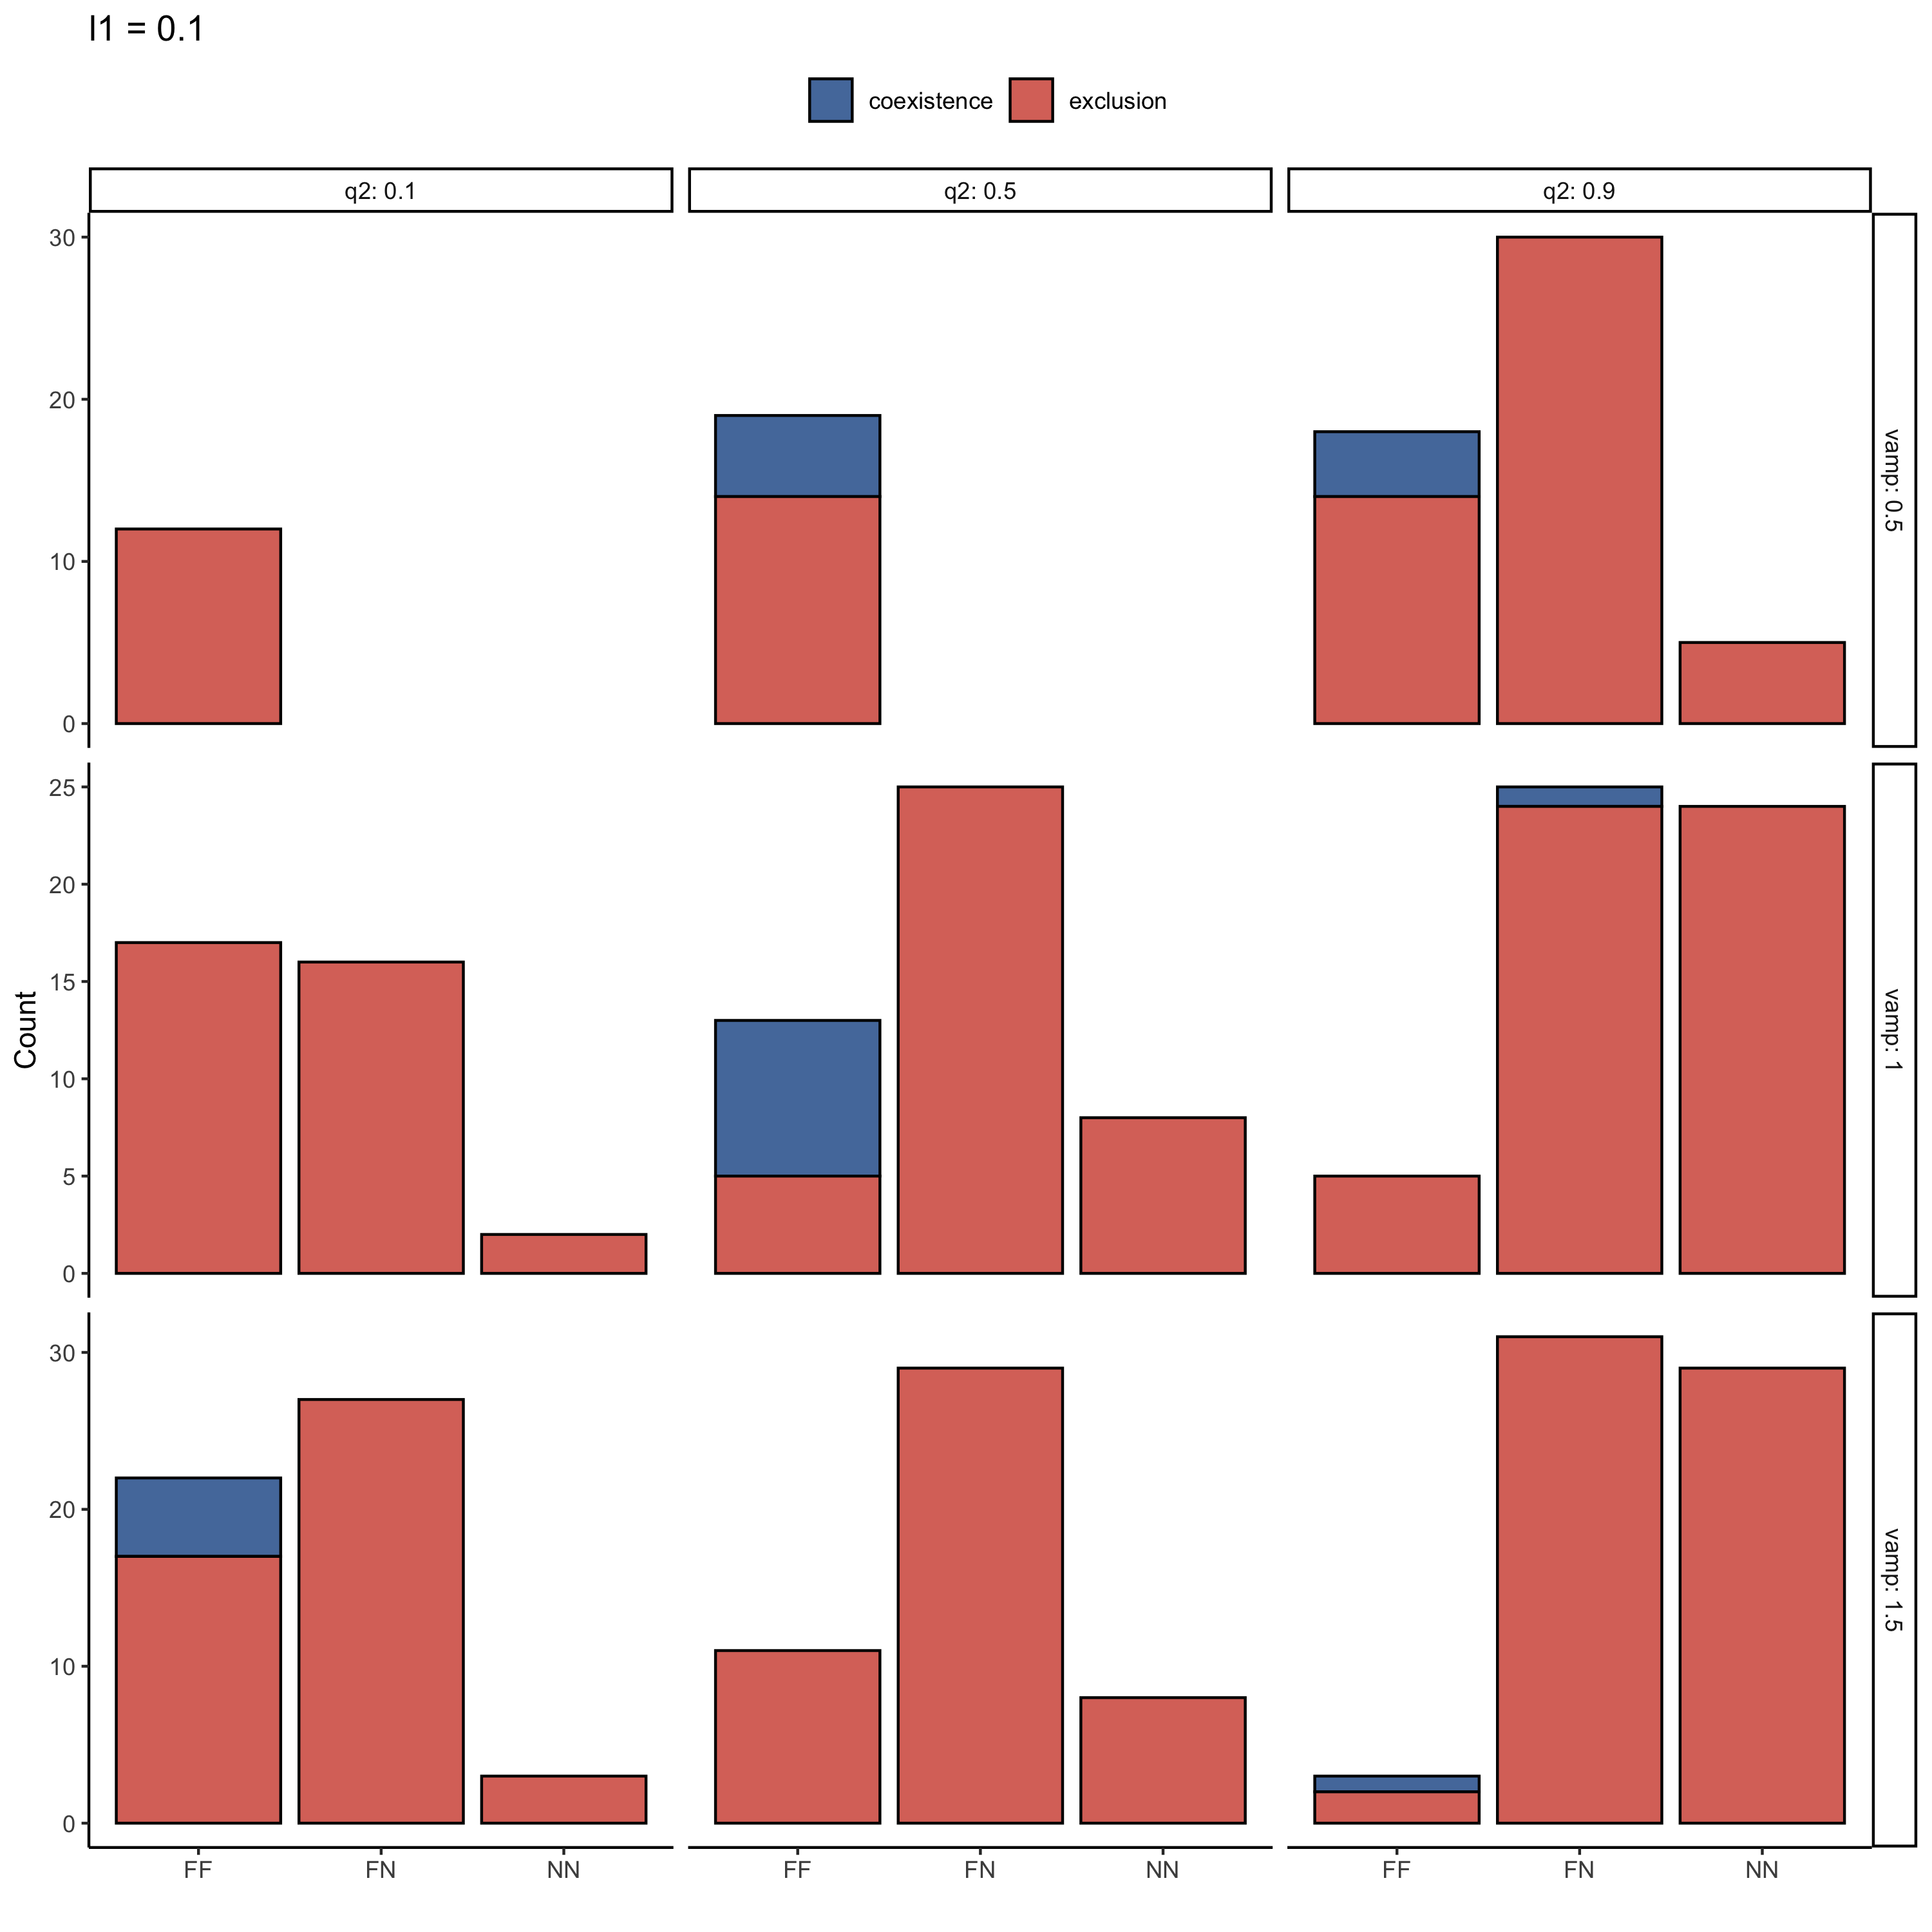 l1 = 0.1
coexistence exclusion
q2: 0.1 q2: 0.5 q2: 0.9
30
20
10
0
vamp: 0.5
25
20
15
10
5
0
vamp: 1
Count
30
20
10
0
vamp: 1.5
FF FN NN FF FN NN FF FN NN